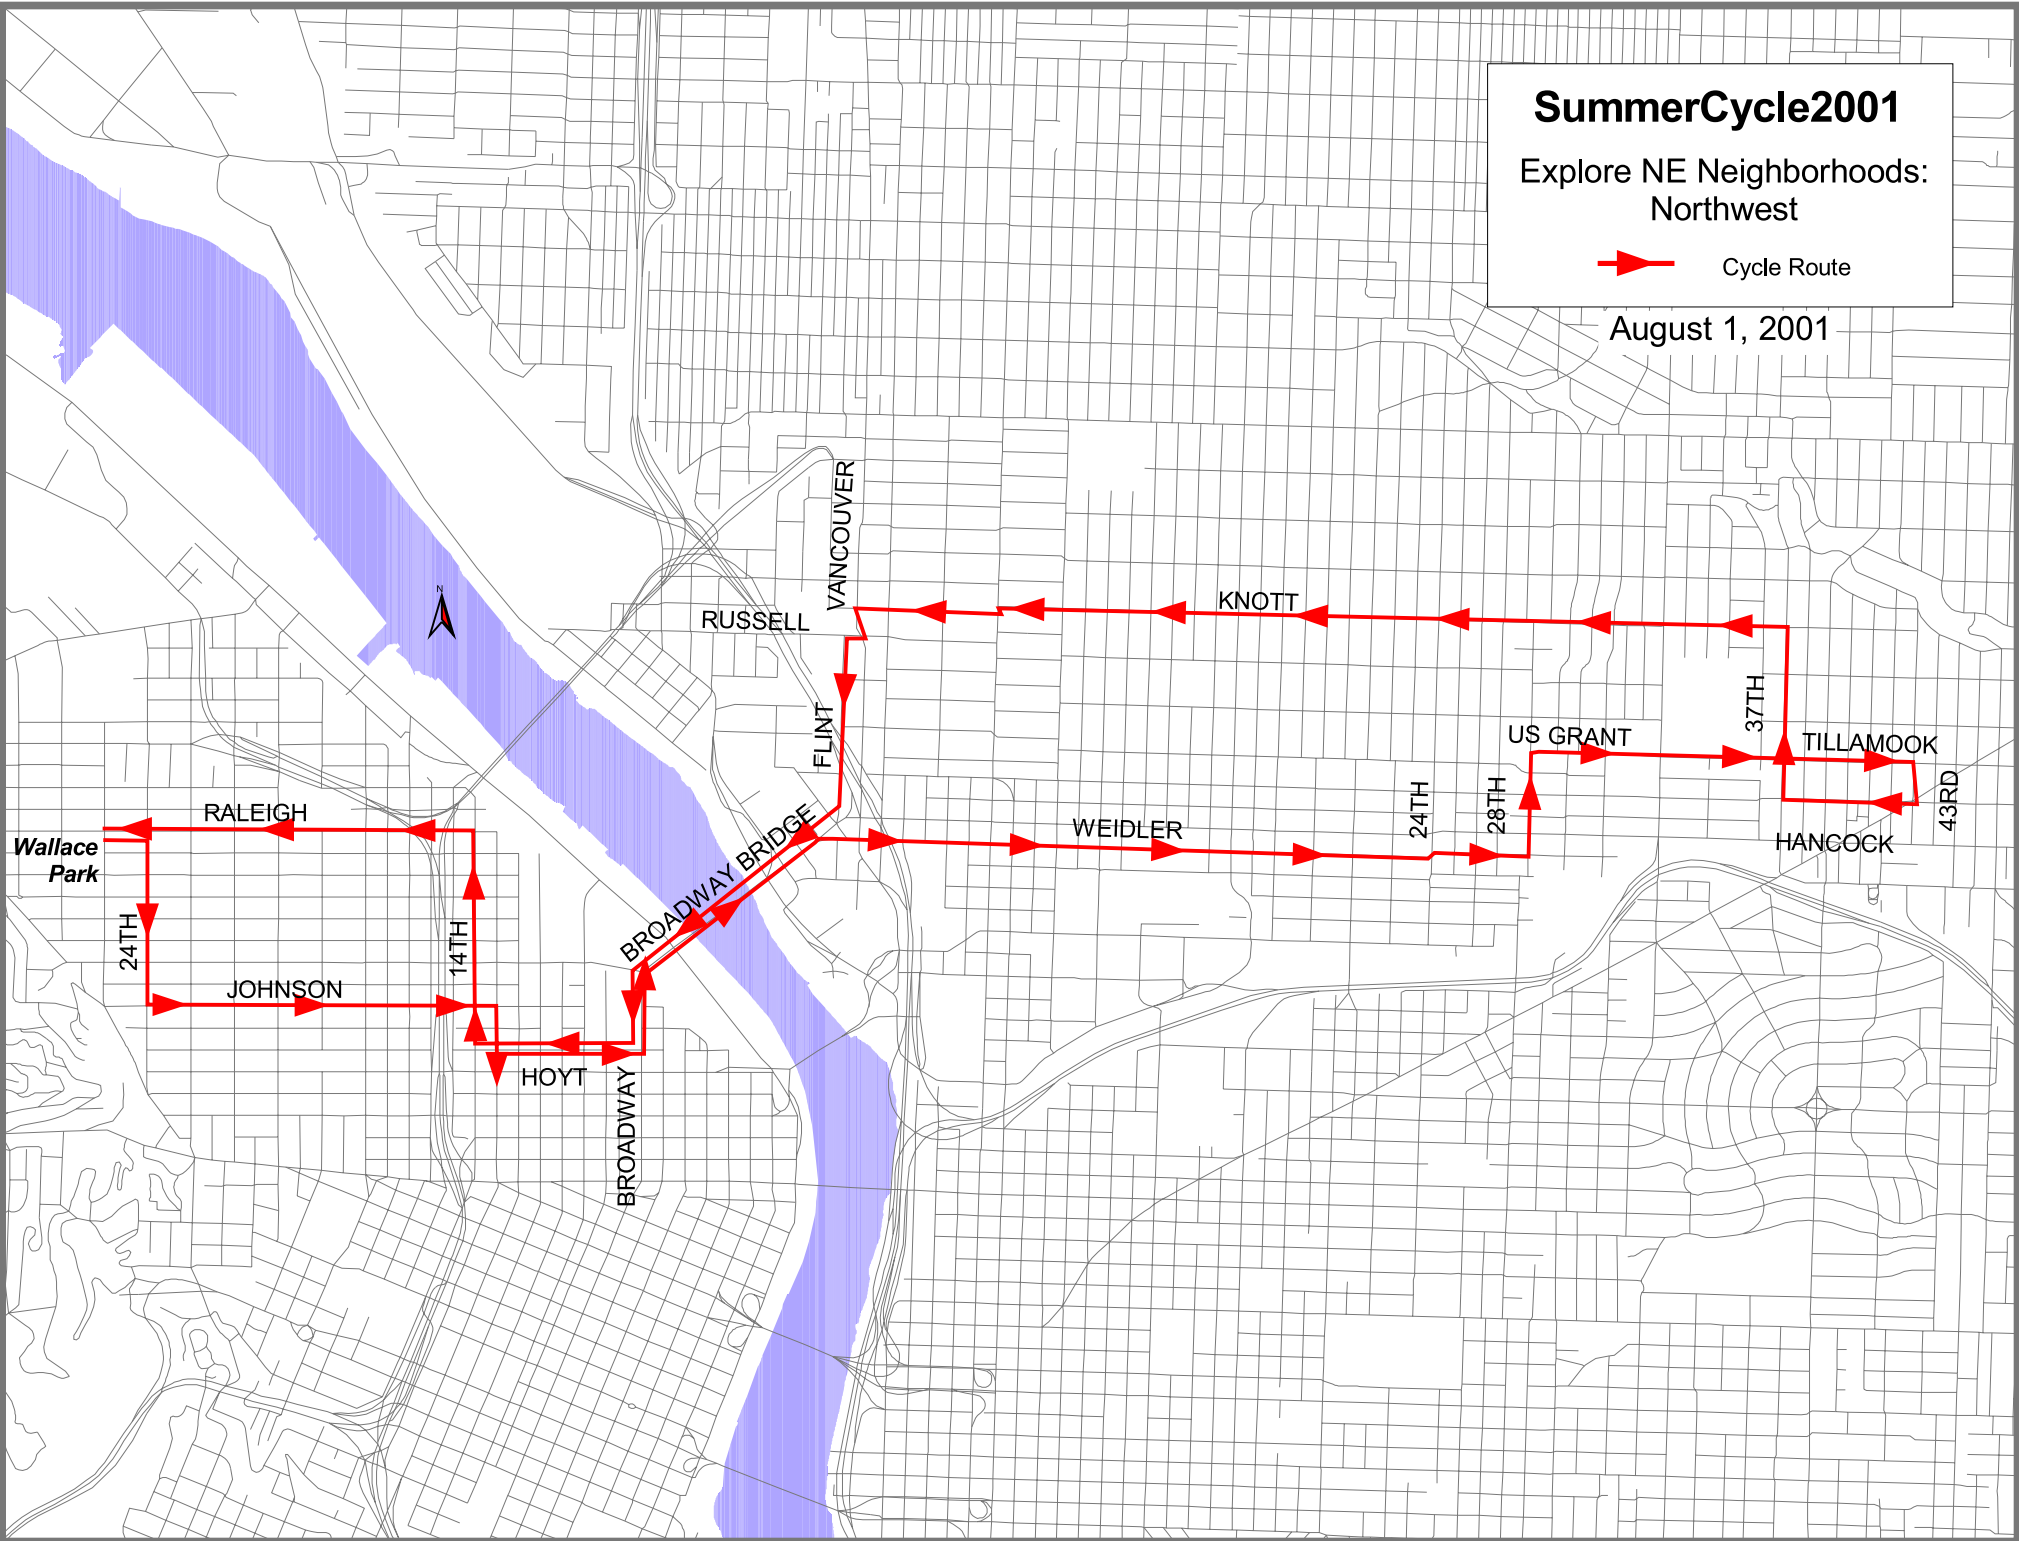 SummerCycle2001
Explore NE Neighborhoods:
Northwest
Cycle Route
August 1, 2001
VANCOUVER
N
KNOTT
RUSSELL
37TH
FLINT
US GRANT
TILLAMOOK
43RD
24TH
28TH
RALEIGH
WEIDLER
HANCOCK
Wallace
Park
BROADWAY BRIDGE
24TH
14TH
JOHNSON
HOYT
BROADWAY